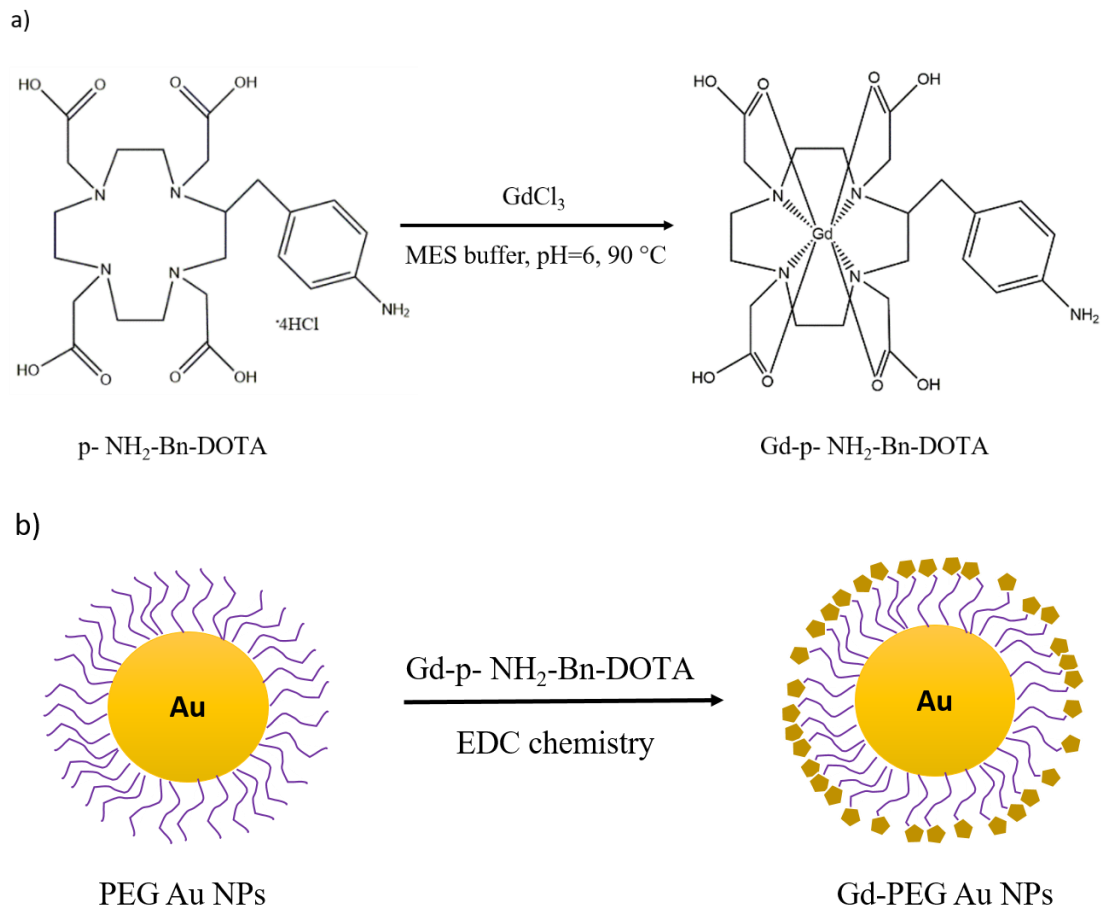 a)
HO
O
O
OH
HO
O
O
OH
N
N
GdCl3
N
N
Gd
MES buffer, pH=6, 90 °C
N
N
N
N
NH2
NH2
·4HCl
HO
O
O
OH
HO
O
O
OH
p- NH2-Bn-DOTA
Gd-p- NH2-Bn-DOTA
b)
Gd-p- NH2-Bn-DOTA
Au
Au
EDC chemistry
PEG Au NPs
Gd-PEG Au NPs